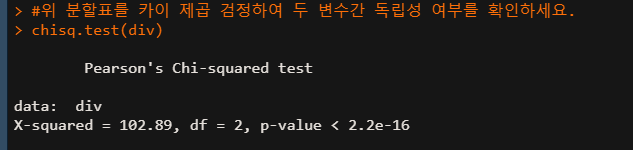 > #위 분할표를 카이 제곱 검정하여 두 변수간 독립성 여부를 확인하세요.
> chisq.test(div)
Pearson's Chi-squared test
data:  div
X-squared = 102.89, df = 2, p-value < 2.2e-16